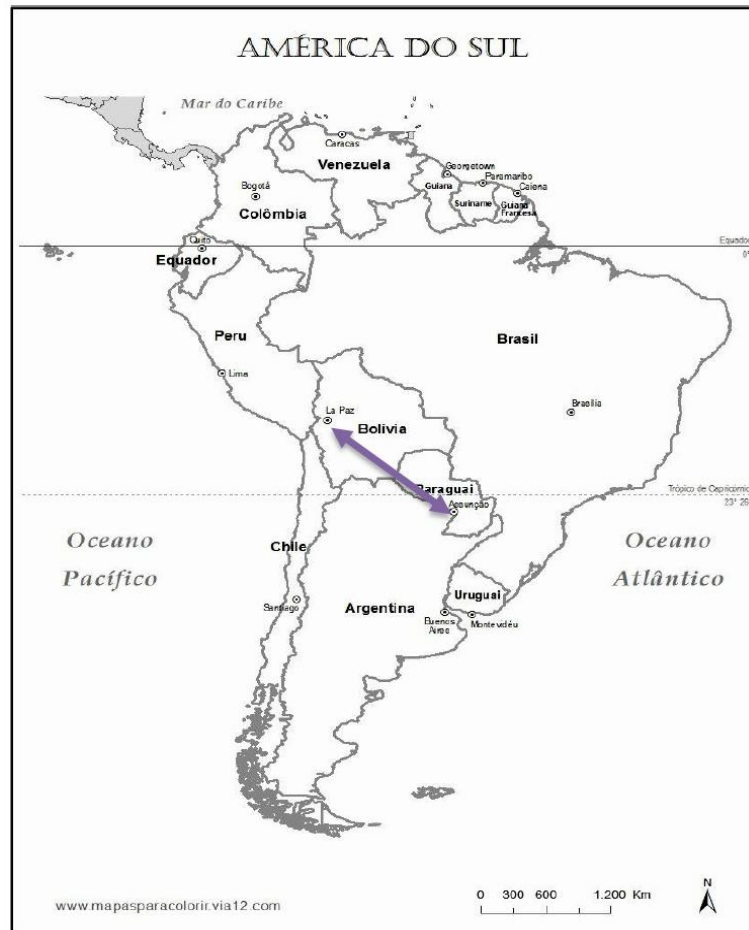 AMÉRICA DO SUL
Mar do Caribe
Caracas
Venezuela
Georgetown
Paramaribo
Guiana
Caiena
Suriname
Guiana
Francesa
Bogotá
Colômbia
Equador
0°
Quito
Equador
Peru
Brasil
Lima
Brasília
La Paz
Bolívia
Paraguai
Trópico de Capricórnio
Assunção
Oceano
Pacífico
Chile
Oceano
Atlântico
Uruguai
Santiago
Argentina
Buenos
Aires
Montevidéu
N
0 300 600 1.200 Km
www.mapasparacolorir.via12.com